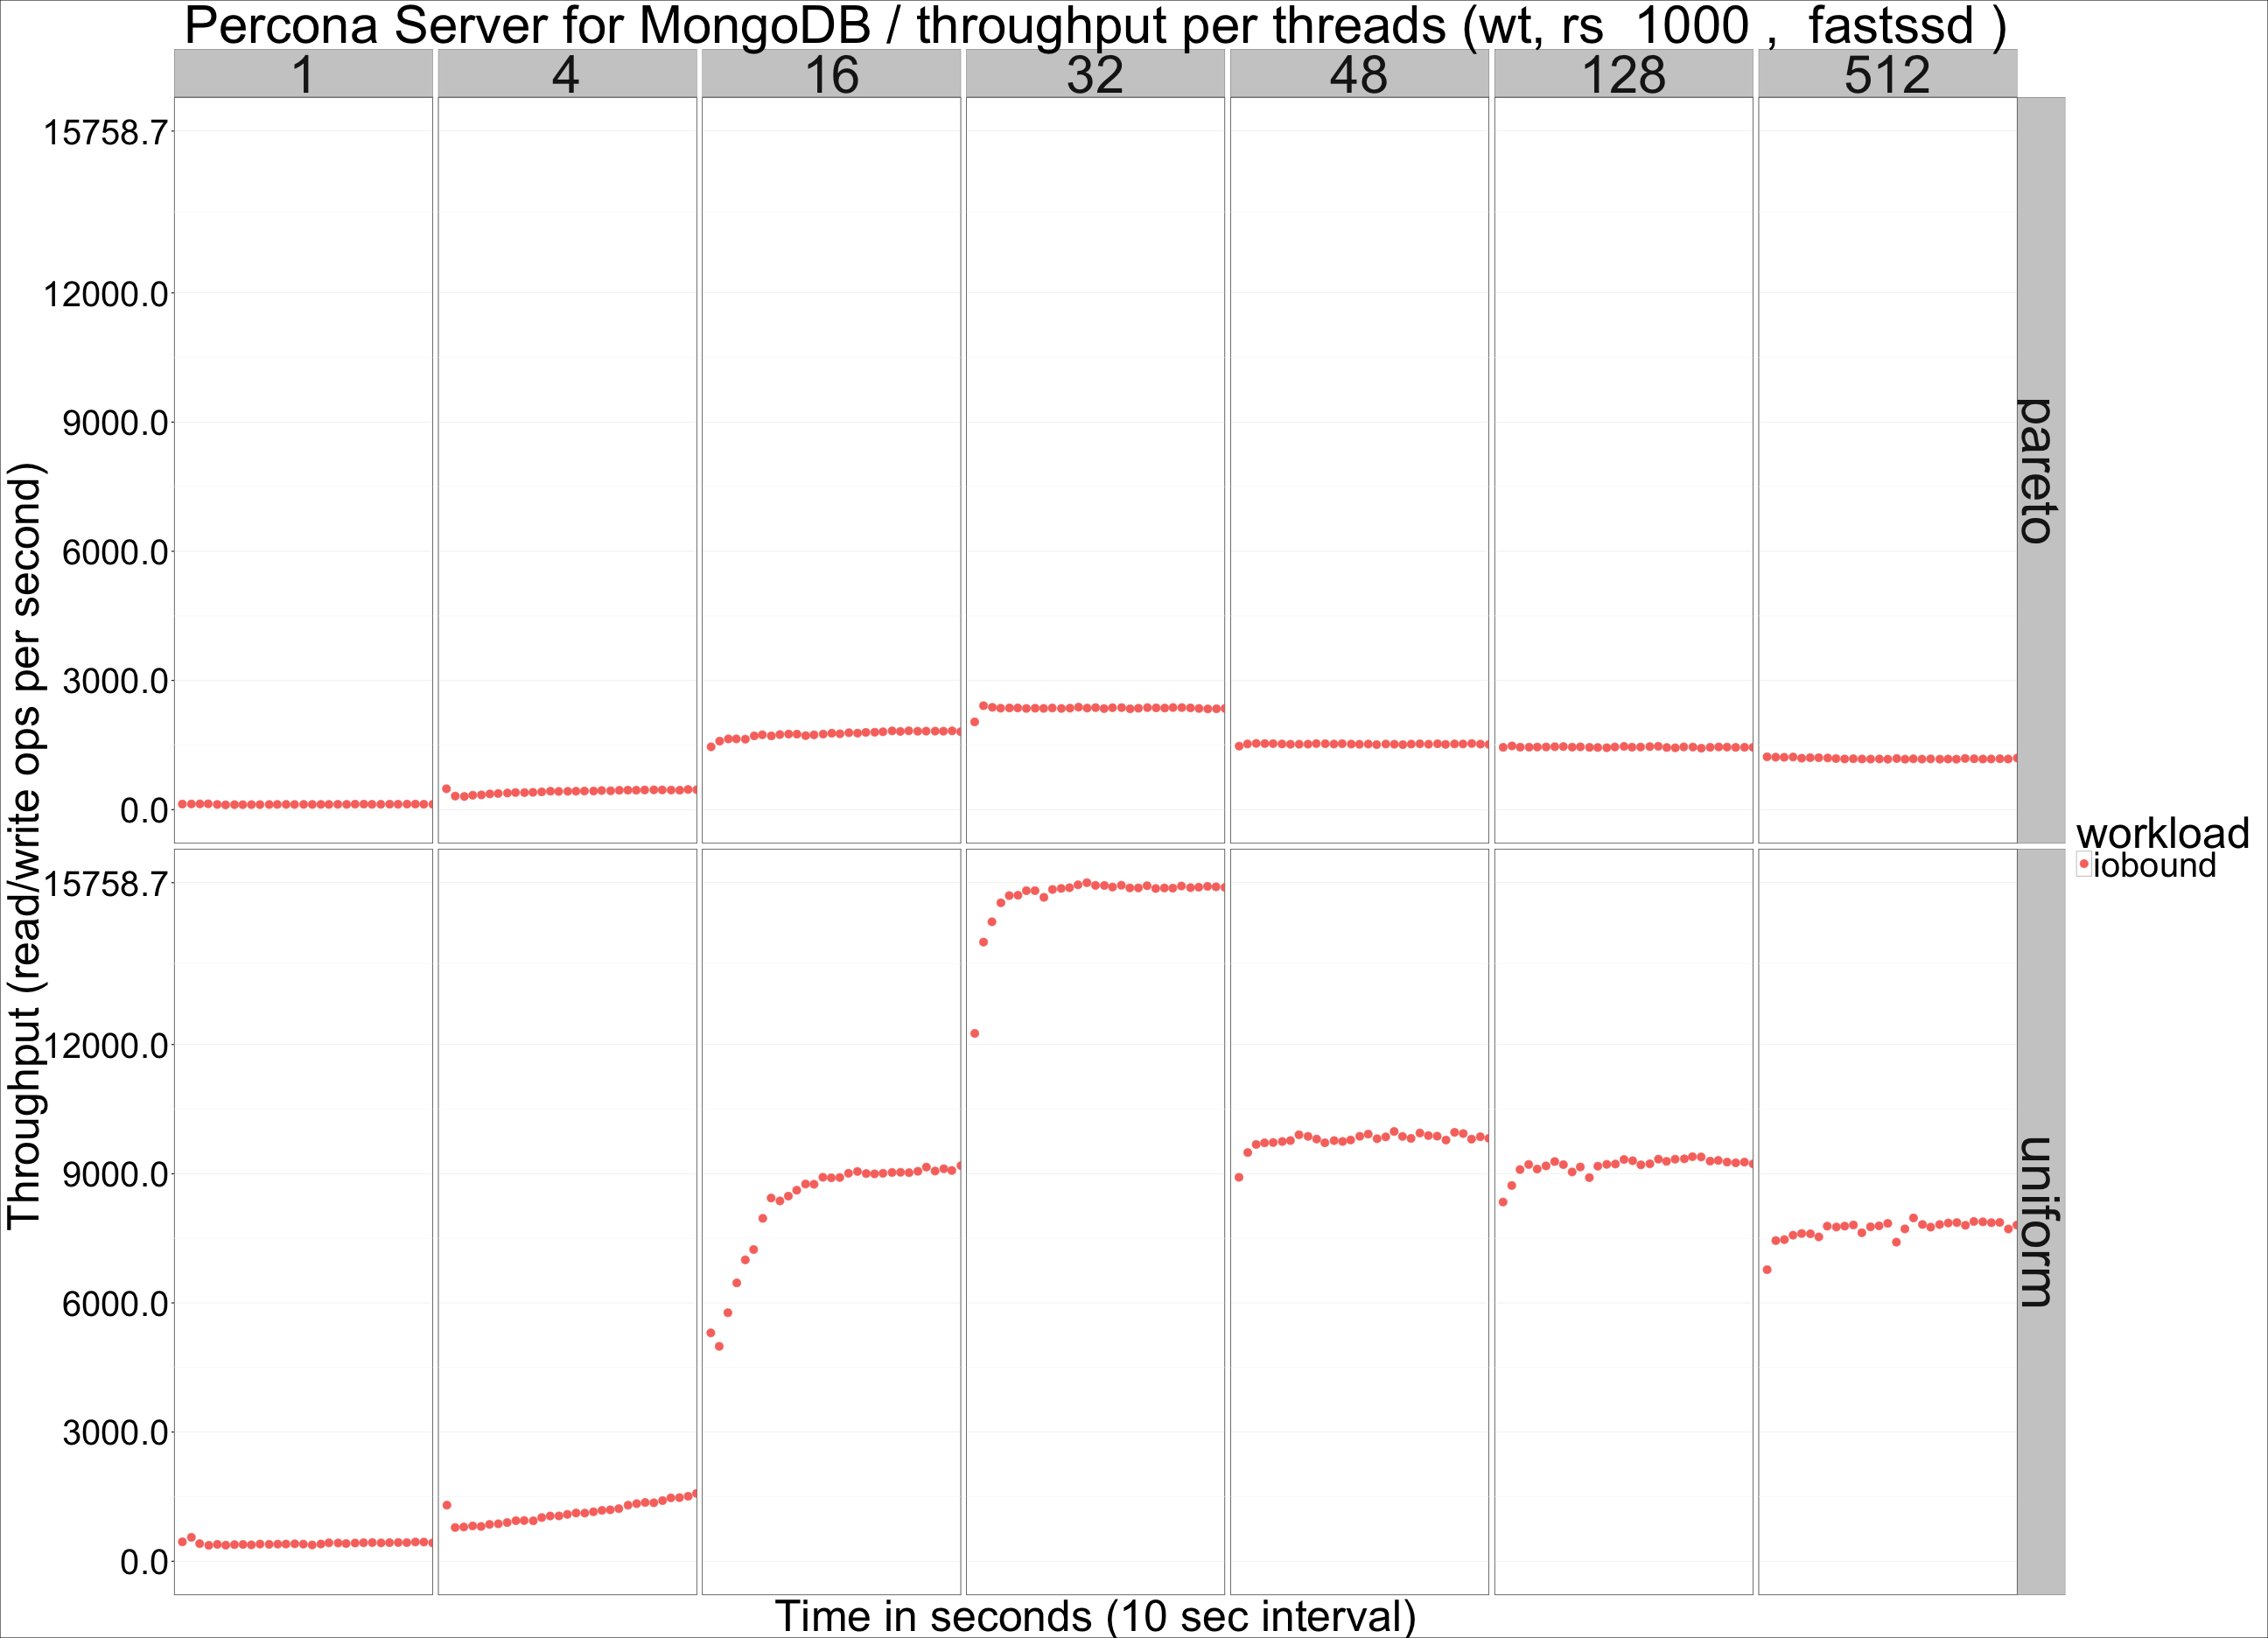 Percona Server for MongoDB / throughput per threads (wt, rs 1000 , fastssd )
1 4 16 32 48 128 512
15758.7
12000.0
9000.0
6000.0
3000.0
0.0
pareto
15758.7
12000.0
9000.0
6000.0
3000.0
0.0
uniform
Throughput (read/write ops per second)
Time in seconds (10 sec interval)
workload
iobound